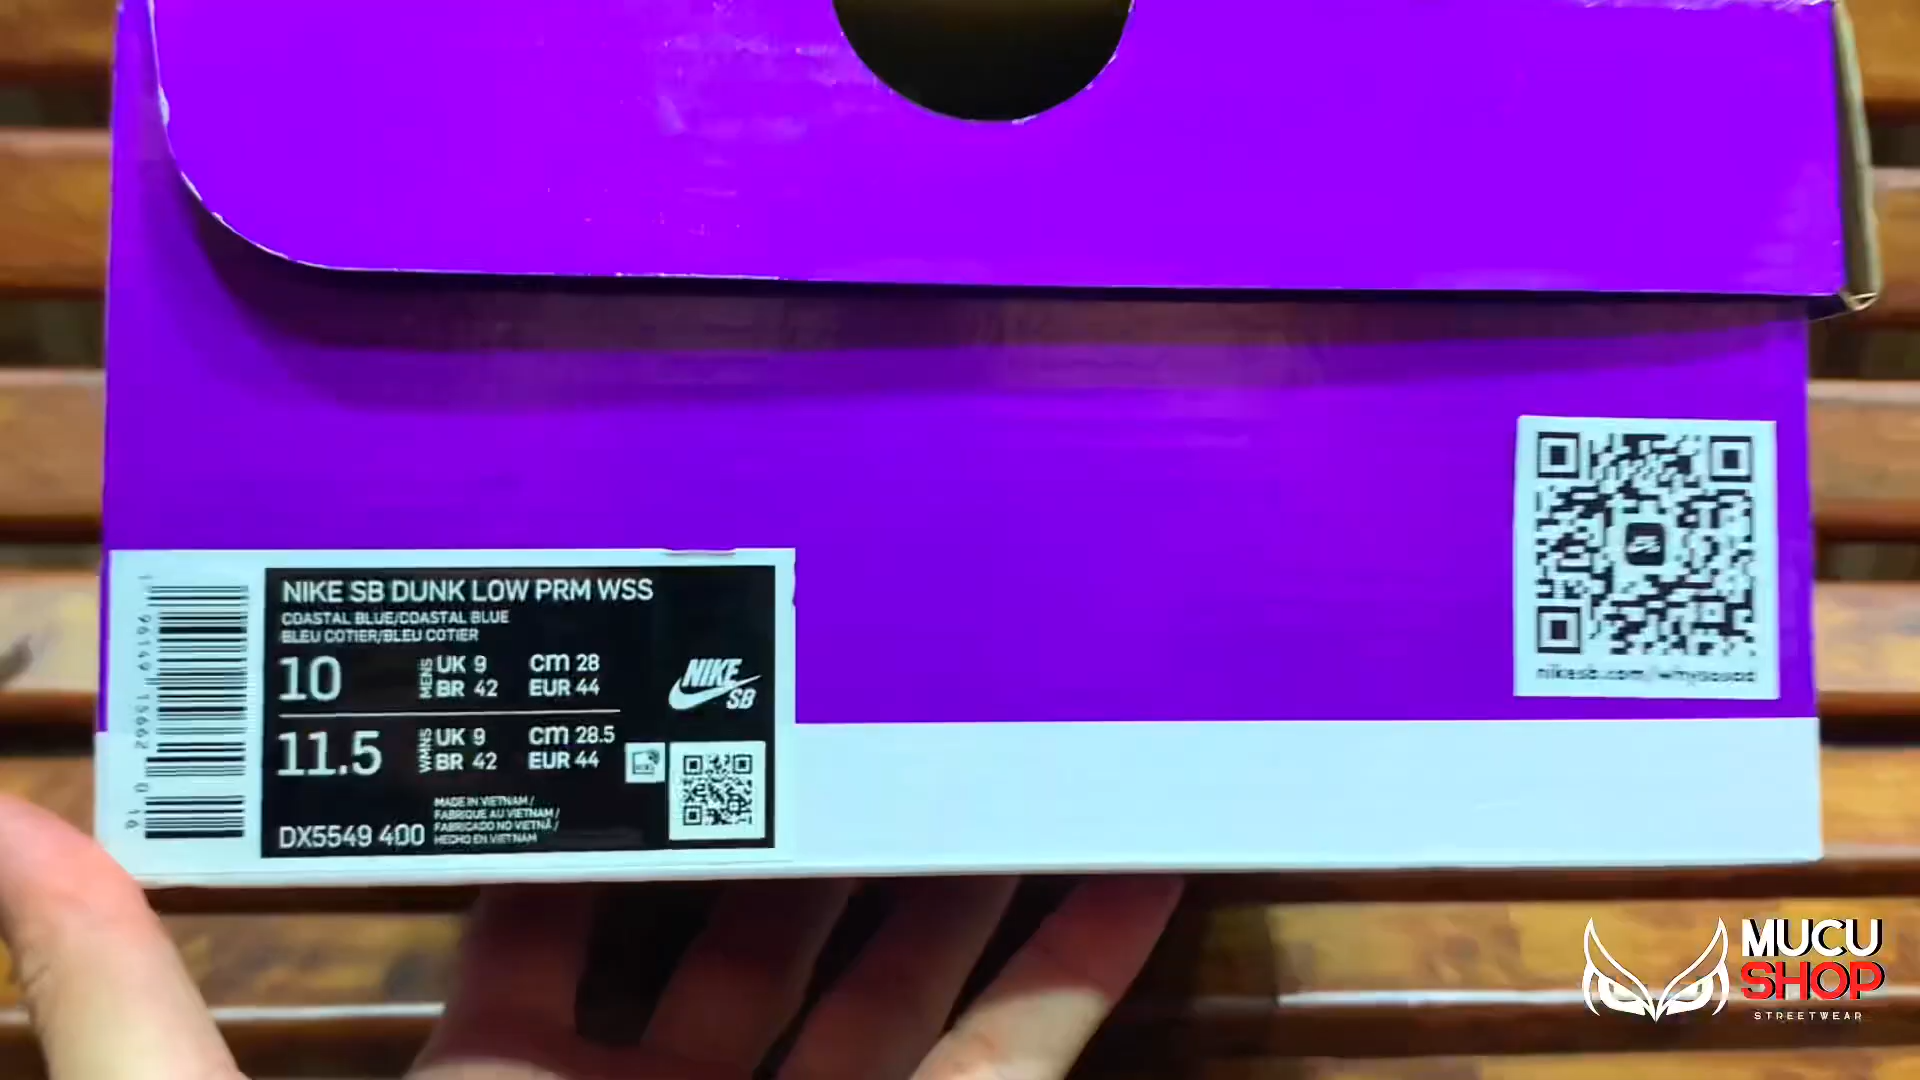 NIKE SB DUNK LOW PRM WSS
COASTAL BLUE/COASTAL BLUE
/BLEU COTIER/BLEU COTIER
10 MENS UK 9 CM 28
BR 42 EUR 44
11.5 WMNS UK 9 CM 28.5
BR 42 EUR 44
NIKE
SB
MADE IN VIETNAM /
FABRIQUE AU VIETNAM /
FABRICADO NO VIETNÃ /
HECHO EN VIETNAM
DX5549 400
MUCU
SHOP
STREETWEAR